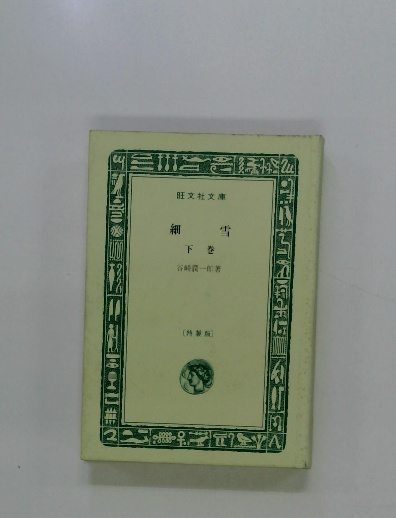 旺文社文庫
細雪
下巻
谷崎潤一郎著
〔特製版〕